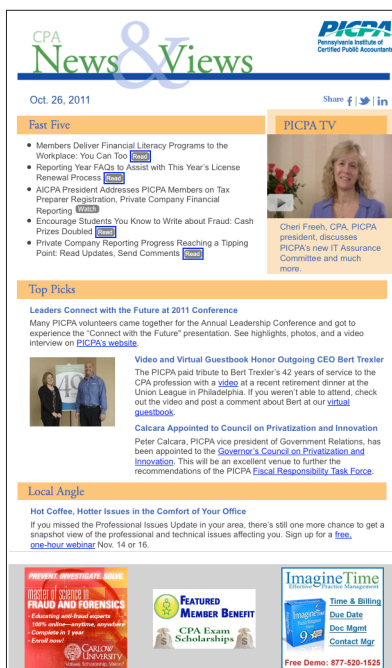 CPA
News & Views
PICPA
Pennsylvania Institute of
Certified Public Accountants
Oct. 26, 2011
Share f | | in
Fast Five
Members Deliver Financial Literacy Programs to the
Workplace: You Can Too Read
Reporting Year FAQs to Assist with This Year's License
Renewal Process Read
AICPA President Addresses PICPA Members on Tax
Preparer Registration, Private Company Financial
Reporting Watch
Encourage Students You Know to Write about Fraud: Cash
Prizes Doubled Read
Private Company Reporting Progress Reaching a Tipping
Point: Read Updates, Send Comments Read
PICPA TV
Cheri Freeh, CPA, PICPA
president, discusses
PICPA's new IT Assurance
Committee and much
more.
Top Picks
Leaders Connect with the Future at 2011 Conference
Many PICPA volunteers came together for the Annual Leadership Conference and got to
experience the "Connect with the Future" presentation. See highlights, photos, and a video
interview on PICPA's website.
49
Video and Virtual Guestbook Honor Outgoing CEO Bert Trexler
The PICPA paid tribute to Bert Trexler's 42 years of service to the
CPA profession with a video at a recent retirement dinner at the
Union League in Philadelphia. If you weren't able to attend, check
out the video and post a comment about Bert at our virtual
guestbook.
Calcara Appointed to Council on Privatization and Innovation
Peter Calcara, PICPA vice president of Government Relations, has
been appointed to the Governor's Council on Privatization and
Innovation. This will be an excellent venue to further the
recommendations of the PICPA Fiscal Responsibility Task Force.
Local Angle
Hot Coffee, Hotter Issues in the Comfort of Your Office
If you missed the Professional Issues Update in your area, there's still one more chance to get a
snapshot view of the professional and technical issues affecting you. Sign up for a free,
one-hour webinar Nov. 14 or 16.
PREVENT. INVESTIGATE. SOLVE.
master of science in
FRAUD AND FORENSICS
- Educating anti-fraud experts
100% online—anytime, anywhere
- Complete in 1 year
- Enroll now!
CARLOW
UNIVERSITY
Values. Scholarship. Vision.
FEATURED
MEMBER BENEFIT
CPA Exam
Scholarships
ImagineTime
Effective Practice Management
ImagineTime
9
Time & Billing
Due Date
Doc Mgmt
Contact Mgr
Free Demo: 877-520-1525